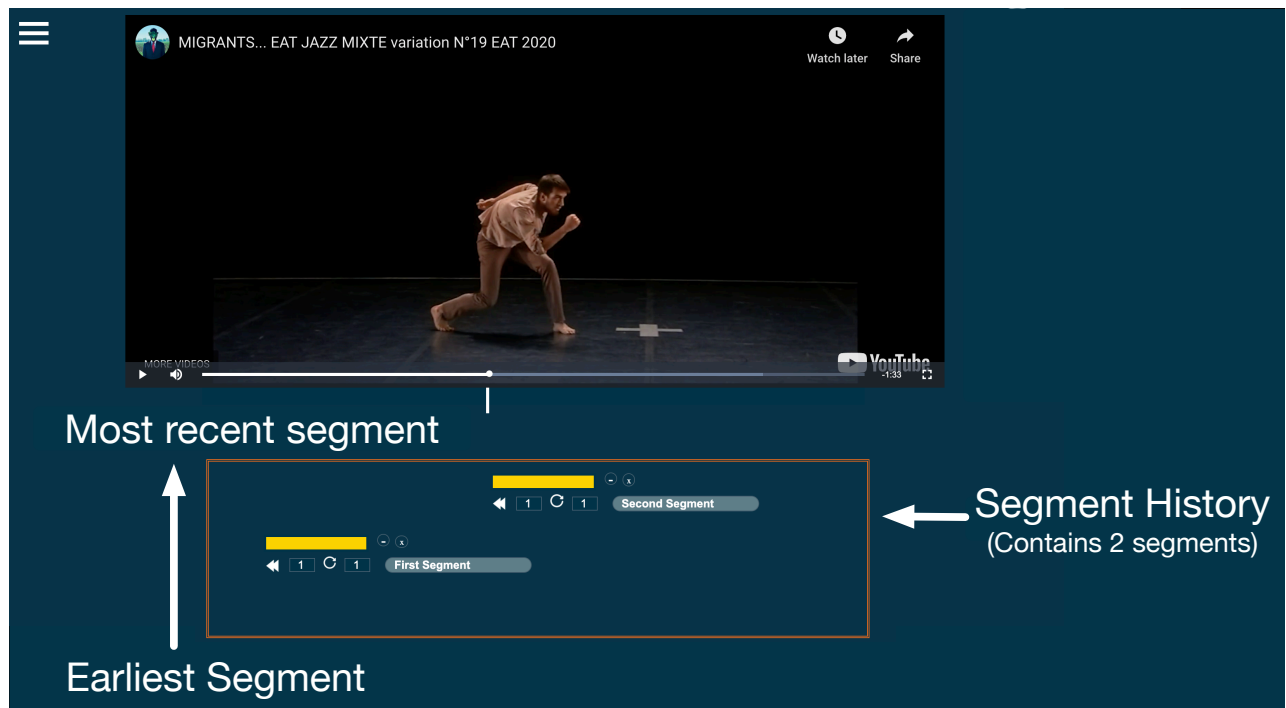 MIGRANTS... EAT JAZZ MIXTE variation N°19 EAT 2020
Watch later
Share
MORE VIDEOS
YouTube
-1:33
Most recent segment
- x
1 1 Second Segment
Segment History
(Contains 2 segments)
- x
1 1 First Segment
Earliest Segment